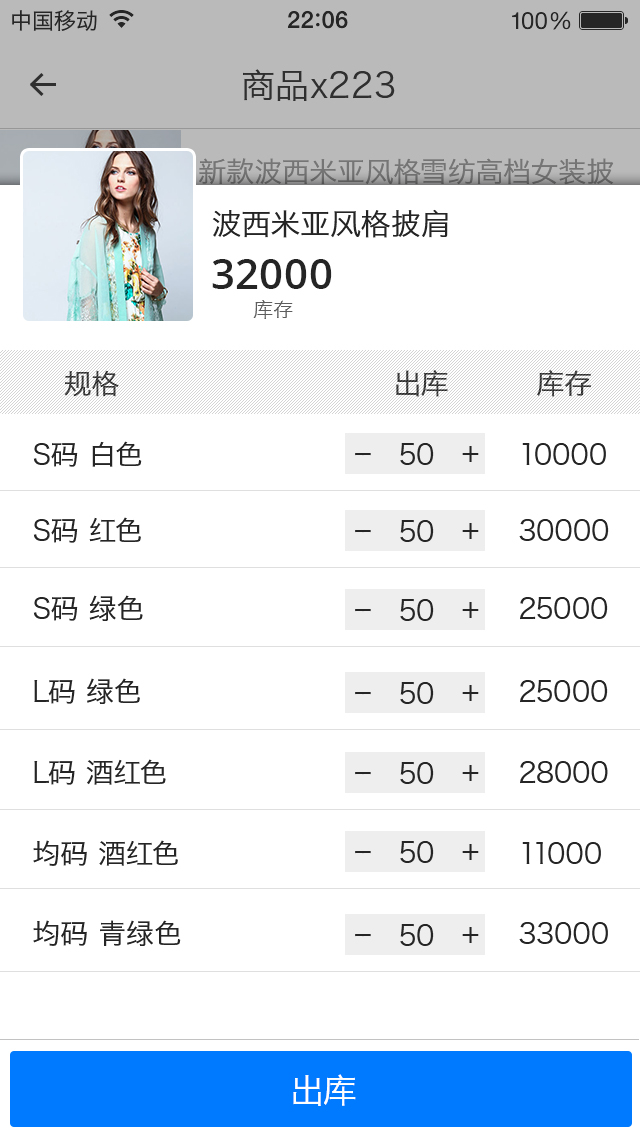 中国移动 22:06 100%
商品x223
新款波西米亚风格雪纺高档女装披
波西米亚风格披肩
32000
库存
规格 出库 库存
S码 白色 − 50 + 10000
S码 红色 − 50 + 30000
S码 绿色 − 50 + 25000
L码 绿色 − 50 + 25000
L码 酒红色 − 50 + 28000
均码 酒红色 − 50 + 11000
均码 青绿色 − 50 + 33000
出库